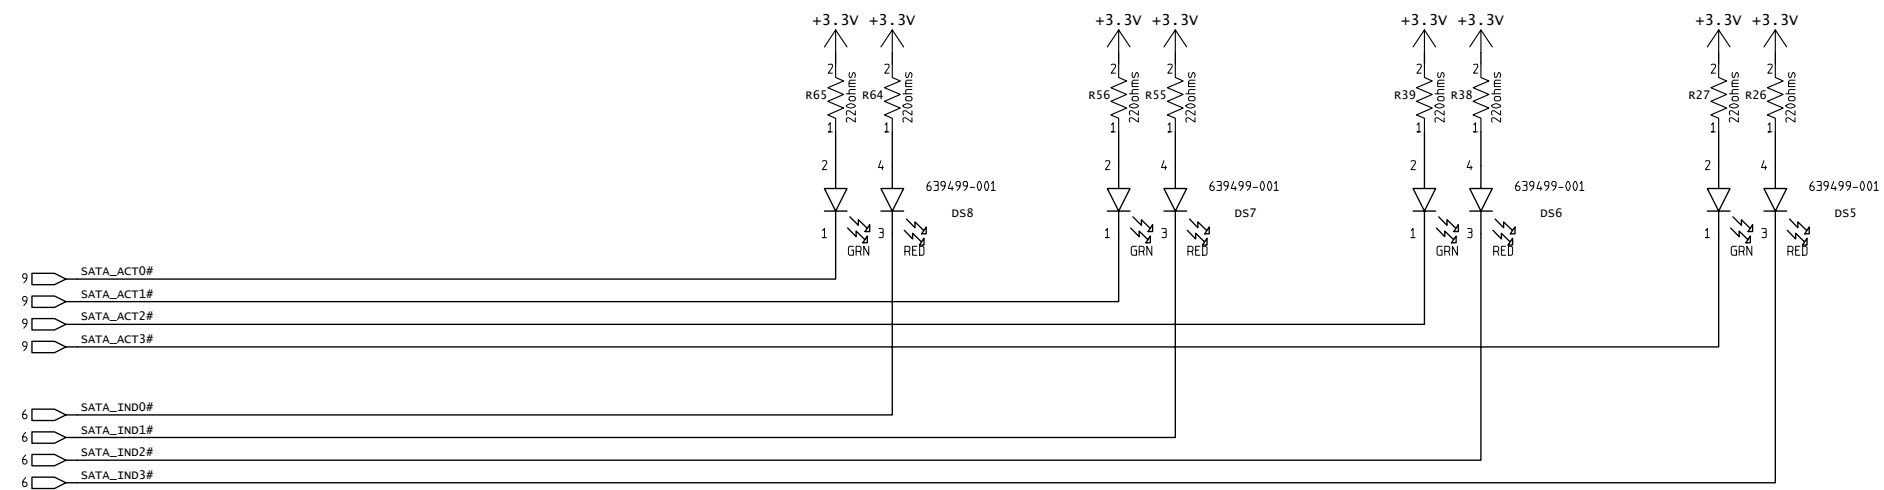 +3.3V +3.3V +3.3V +3.3V +3.3V +3.3V +3.3V +3.3V
2 2 2 2 2 2 2 2
R65 220ohms R64 220ohms R56 220ohms R55 220ohms R39 220ohms R38 220ohms R27 220ohms R26 220ohms
1 1 1 1 1 1 1 1
2 4 2 4 2 4 2 4
639499-001 639499-001 639499-001 639499-001
DS8 DS7 DS6 DS5
1 3 1 3 1 3 1 3
GRN RED GRN RED GRN RED GRN RED
9 SATA_ACT0#
9 SATA_ACT1#
9 SATA_ACT2#
9 SATA_ACT3#
6 SATA_IND0#
6 SATA_IND1#
6 SATA_IND2#
6 SATA_IND3#